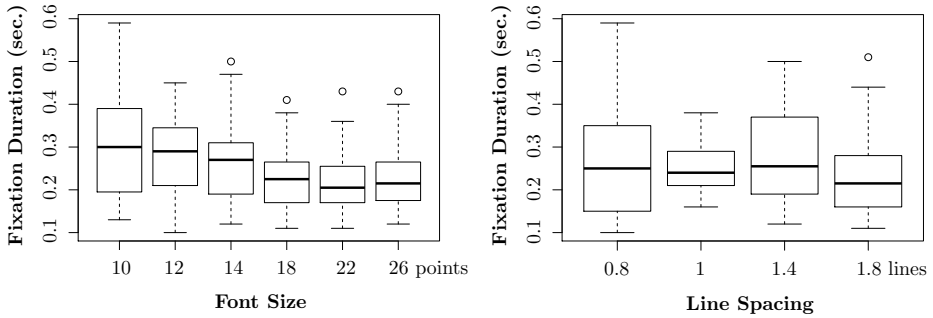 Fixation Duration (sec.)
0.6
0.5
0.4
0.3
0.2
0.1
10 12 14 18 22 26 points
Font Size
Fixation Duration (sec.)
0.6
0.5
0.4
0.3
0.2
0.1
0.8 1 1.4 1.8 lines
Line Spacing